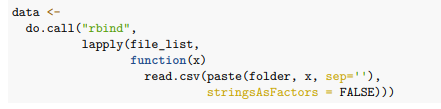 data <-
  do.call("rbind",
          lapply(file_list,
                 function(x)
                   read.csv(paste(folder, x, sep=''),
                            stringsAsFactors = FALSE)))